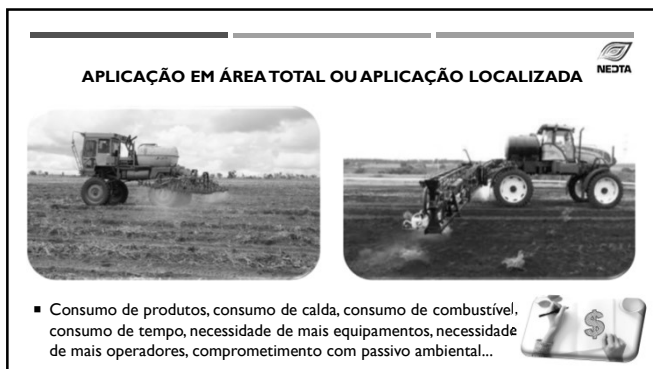 NEDTA
APLICAÇÃO EM ÁREA TOTAL OU APLICAÇÃO LOCALIZADA
▪ Consumo de produtos, consumo de calda, consumo de combustível,
consumo de tempo, necessidade de mais equipamentos, necessidade
de mais operadores, comprometimento com passivo ambiental...
$